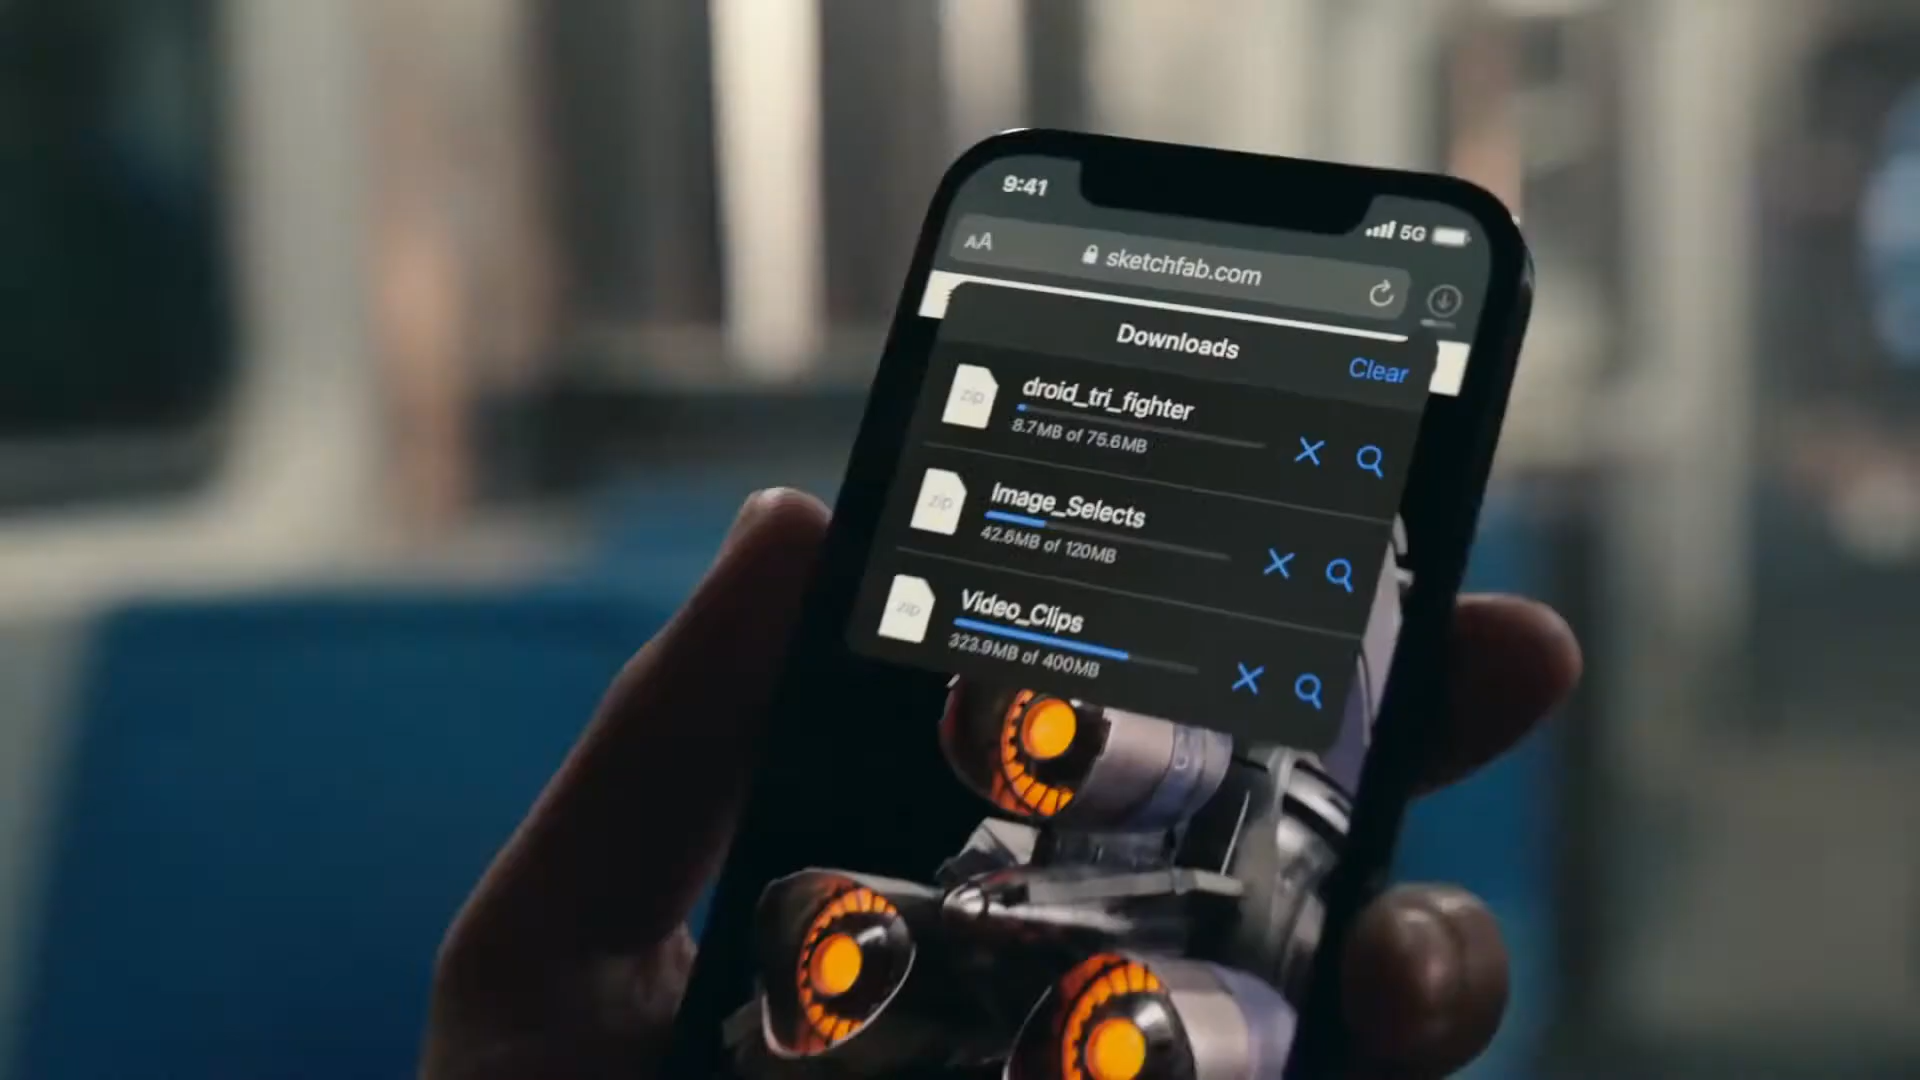 9:41
5G
AA
sketchfab.com
Downloads
Clear
zip
droid_tri_fighter
8.7MB of 75.6MB
zip
Image_Selects
42.6MB of 120MB
zip
Video_Clips
323.9MB of 400MB